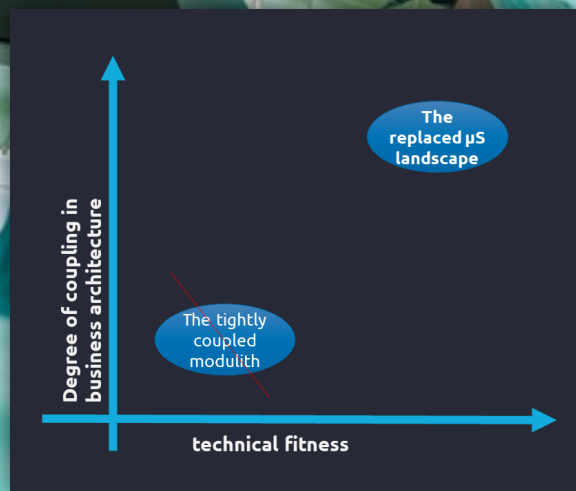 The
replaced µS
landscape
Degree of coupling in
business architecture
The tightly
coupled
modulith
technical fitness